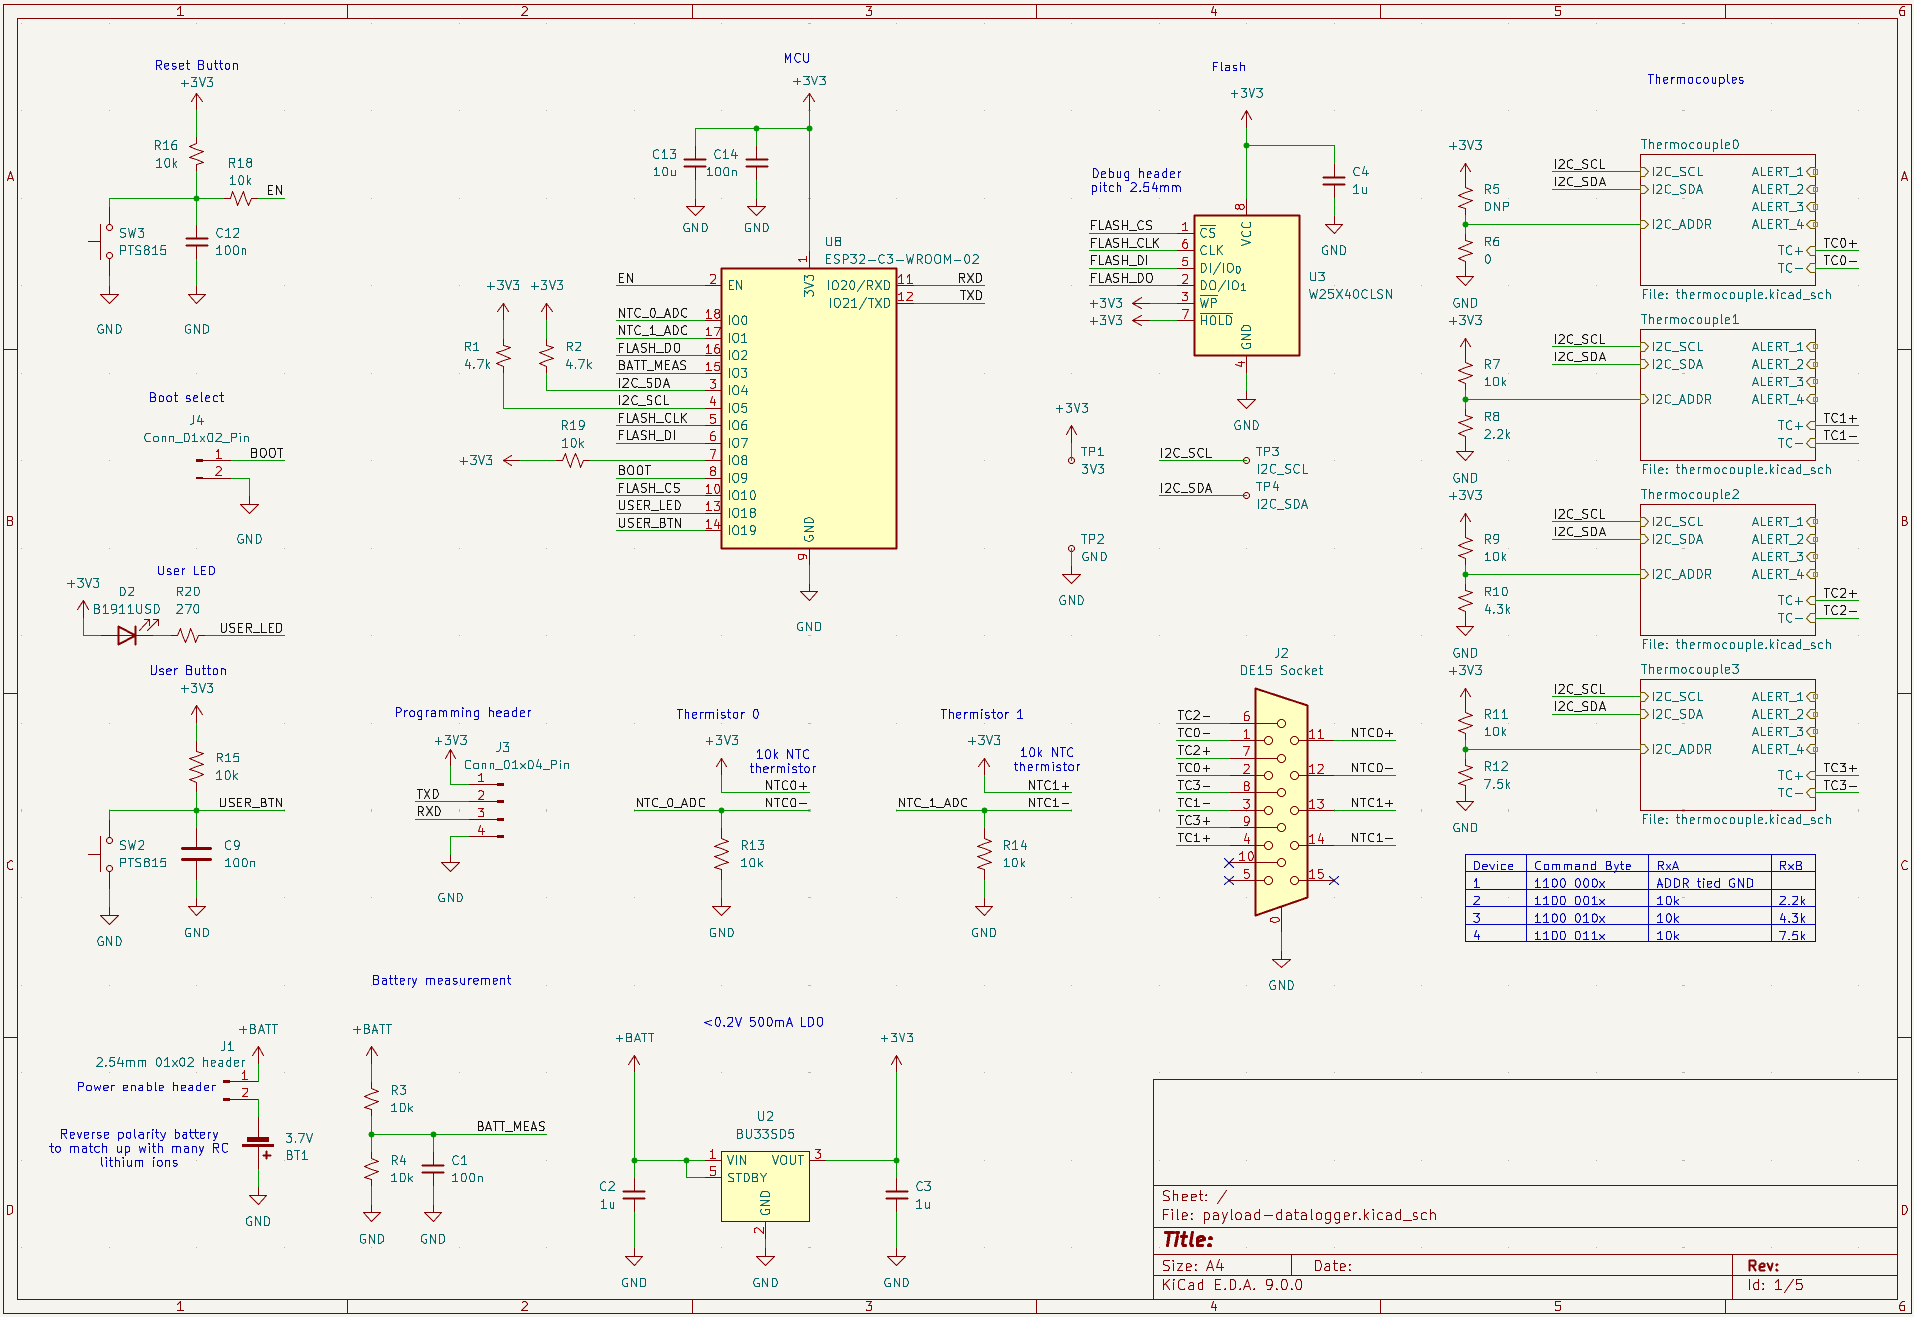 1 2 3 4 5 6
A
B
C
D
Reset Button
+3V3
R16
10k
R18
10k
EN
SW3
PTS815
C12
100n
GND
GND
Boot select
J4
Conn_01x02_Pin
1
BOOT
2
GND
User LED
+3V3
D2
B1911USD
R20
270
USER_LED
User Button
+3V3
R15
10k
USER_BTN
SW2
PTS815
C9
100n
GND
GND
MCU
+3V3
C13
10u
C14
100n
GND
GND
U8
ESP32-C3-WROOM-02
1
3V3
EN
2
EN
IO20/RXD
11
RXD
IO21/TXD
12
TXD
NTC_0_ADC 18 IO0
NTC_1_ADC 17 IO1
FLASH_DO 16 IO2
BATT_MEAS 15 IO3
I2C_SDA 3 IO4
I2C_SCL 4 IO5
FLASH_CLK 5 IO6
FLASH_DI 6 IO7
7 IO8
BOOT 8 IO9
FLASH_CS 10 IO10
USER_LED 13 IO18
USER_BTN 14 IO19
GND
9
GND
+3V3
+3V3
R1
4.7k
R2
4.7k
R19
10k
+3V3
Flash
+3V3
Debug header
pitch 2.54mm
C4
1u
GND
8
VCC
FLASH_CS 1 CS
FLASH_CLK 6 CLK
FLASH_DI 5 DI/IO0
FLASH_DO 2 DO/IO1
+3V3 3 WP
+3V3 7 HOLD
GND
4
GND
U3
W25X40CLSN
+3V3
TP1
3V3
I2C_SCL
TP3
I2C_SCL
I2C_SDA
TP4
I2C_SDA
TP2
GND
GND
Thermocouples
+3V3
R5
DNP
R6
0
GND
Thermocouple0
I2C_SCL I2C_SCL ALERT_1
I2C_SDA I2C_SDA ALERT_2
ALERT_3
I2C_ADDR ALERT_4
TC+ TC0+
TC- TC0-
File: thermocouple.kicad_sch
+3V3
R7
10k
R8
2.2k
GND
Thermocouple1
I2C_SCL I2C_SCL ALERT_1
I2C_SDA I2C_SDA ALERT_2
ALERT_3
I2C_ADDR ALERT_4
TC+ TC1+
TC- TC1-
File: thermocouple.kicad_sch
+3V3
R9
10k
R10
4.3k
GND
Thermocouple2
I2C_SCL I2C_SCL ALERT_1
I2C_SDA I2C_SDA ALERT_2
ALERT_3
I2C_ADDR ALERT_4
TC+ TC2+
TC- TC2-
File: thermocouple.kicad_sch
+3V3
R11
10k
R12
7.5k
GND
Thermocouple3
I2C_SCL I2C_SCL ALERT_1
I2C_SDA I2C_SDA ALERT_2
ALERT_3
I2C_ADDR ALERT_4
TC+ TC3+
TC- TC3-
File: thermocouple.kicad_sch
Device Command Byte RxA RxB
1 1100 000x ADDR tied GND
2 1100 001x 10k 2.2k
3 1100 010x 10k 4.3k
4 1100 011x 10k 7.5k
Programming header
+3V3
J3
Conn_01x04_Pin
1
TXD 2
RXD 3
4
GND
Thermistor 0
+3V3
10k NTC
thermistor
NTC0+
NTC_0_ADC NTC0-
R13
10k
GND
Thermistor 1
+3V3
10k NTC
thermistor
NTC1+
NTC_1_ADC NTC1-
R14
10k
GND
J2
DE15 Socket
TC2- 6
TC0- 1
11 NTC0+
TC2+ 7
TC0+ 2
12 NTC0-
TC3- 8
TC1- 3
13 NTC1+
TC3+ 9
TC1+ 4
14 NTC1-
10
5
15
0
GND
Battery measurement
+BATT
J1
2.54mm 01x02 header
1
Power enable header
2
Reverse polarity battery
to match up with many RC
lithium ions
3.7V
BT1
+
GND
+BATT
R3
10k
BATT_MEAS
R4
10k
C1
100n
GND
GND
<0.2V 500mA LDO
+BATT
+3V3
U2
BU33SD5
1 VIN VOUT 3
5 STDBY
GND
2
C2
1u
C3
1u
GND
GND
GND
Sheet: /
File: payload-datalogger.kicad_sch
Title:
Size: A4
Date:
Rev:
KiCad E.D.A. 9.0.0
Id: 1/5
1 2 3 4 5 6
A
B
C
D